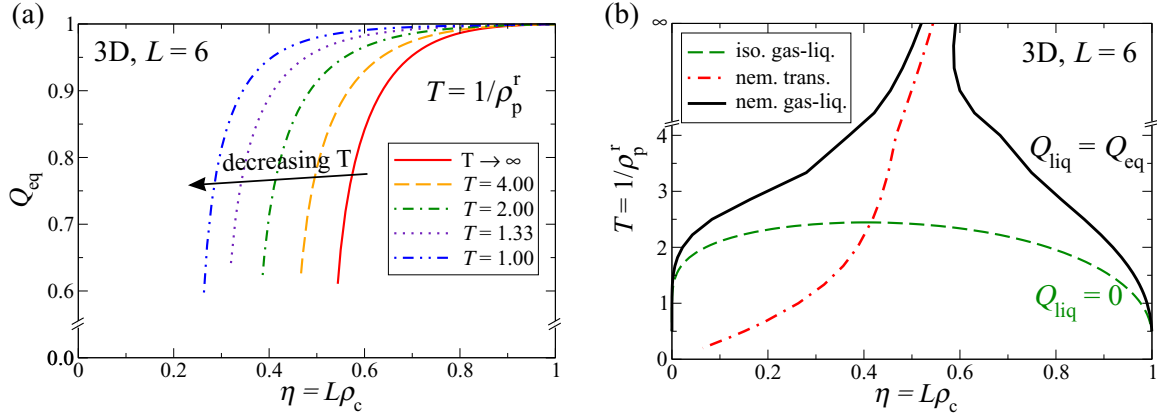 (a)
3D, L = 6
T = 1/ρ_p^r
decreasing T
T → ∞
T = 4.00
T = 2.00
T = 1.33
T = 1.00
Q_eq
1
0.9
0.8
0.7
0.6
0.0
0 0.2 0.4 0.6 0.8 1
η = Lρ_c
(b)
iso. gas-liq.
nem. trans.
nem. gas-liq.
3D, L = 6
Q_liq = Q_eq
Q_liq = 0
T = 1/ρ_p^r
∞
4
3
2
1
0
0 0.2 0.4 0.6 0.8 1
η = Lρ_c